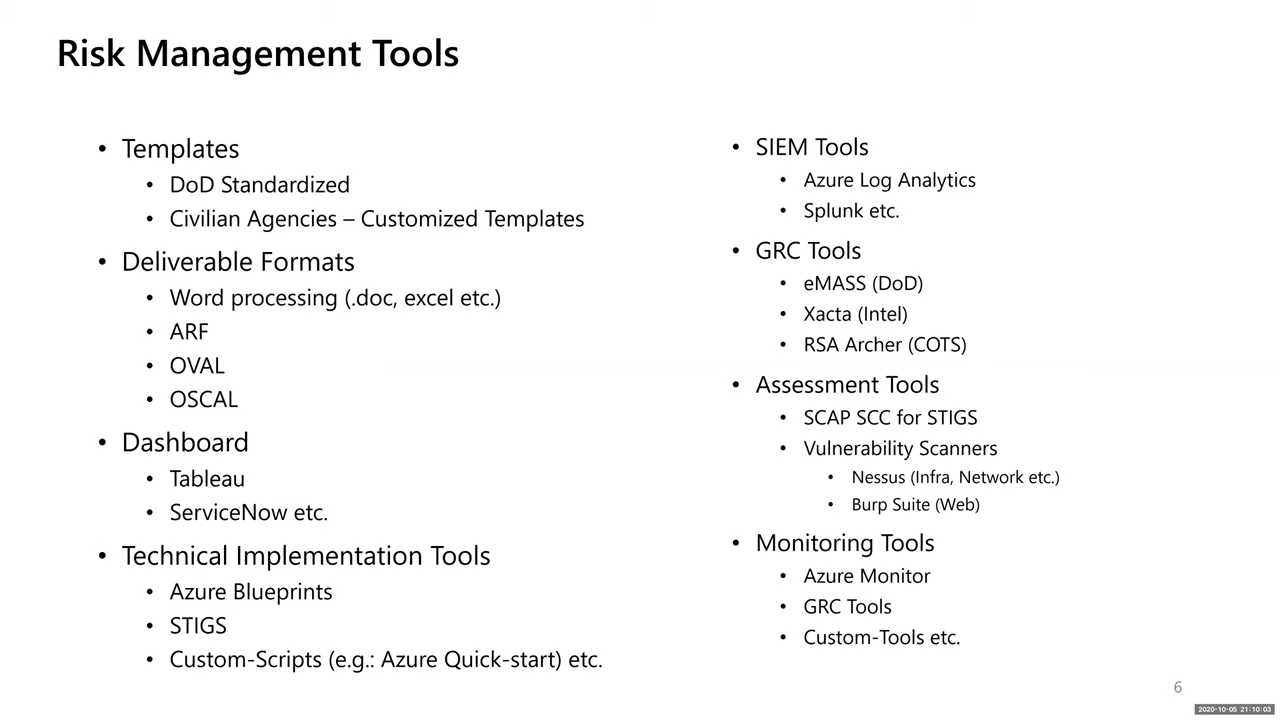 Risk Management Tools
• Templates
• DoD Standardized
• Civilian Agencies – Customized Templates
• Deliverable Formats
• Word processing (.doc, excel etc.)
• ARF
• OVAL
• OSCAL
• Dashboard
• Tableau
• ServiceNow etc.
• Technical Implementation Tools
• Azure Blueprints
• STIGS
• Custom-Scripts (e.g.: Azure Quick-start) etc.
• SIEM Tools
• Azure Log Analytics
• Splunk etc.
• GRC Tools
• eMASS (DoD)
• Xacta (Intel)
• RSA Archer (COTS)
• Assessment Tools
• SCAP SCC for STIGS
• Vulnerability Scanners
• Nessus (Infra, Network etc.)
• Burp Suite (Web)
• Monitoring Tools
• Azure Monitor
• GRC Tools
• Custom-Tools etc.
6
2020-10-05 21:10:03